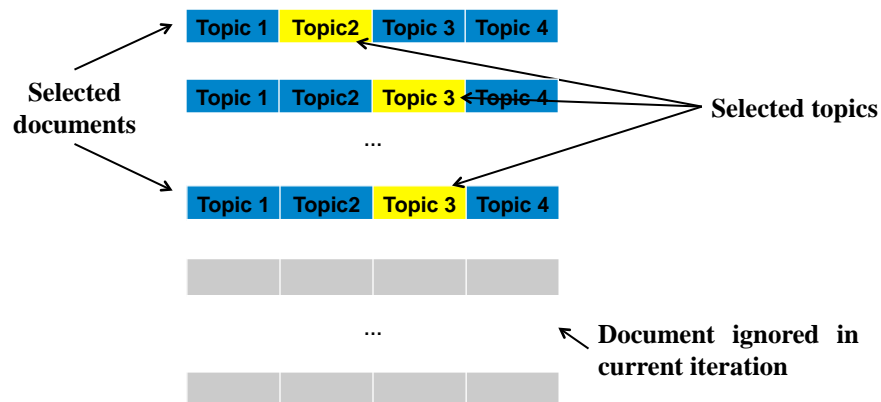 Topic 1 Topic2 Topic 3 Topic 4
Selected
documents
Topic 1 Topic2 Topic 3 Topic 4
Selected topics
...
Topic 1 Topic2 Topic 3 Topic 4
...
Document ignored in
current iteration